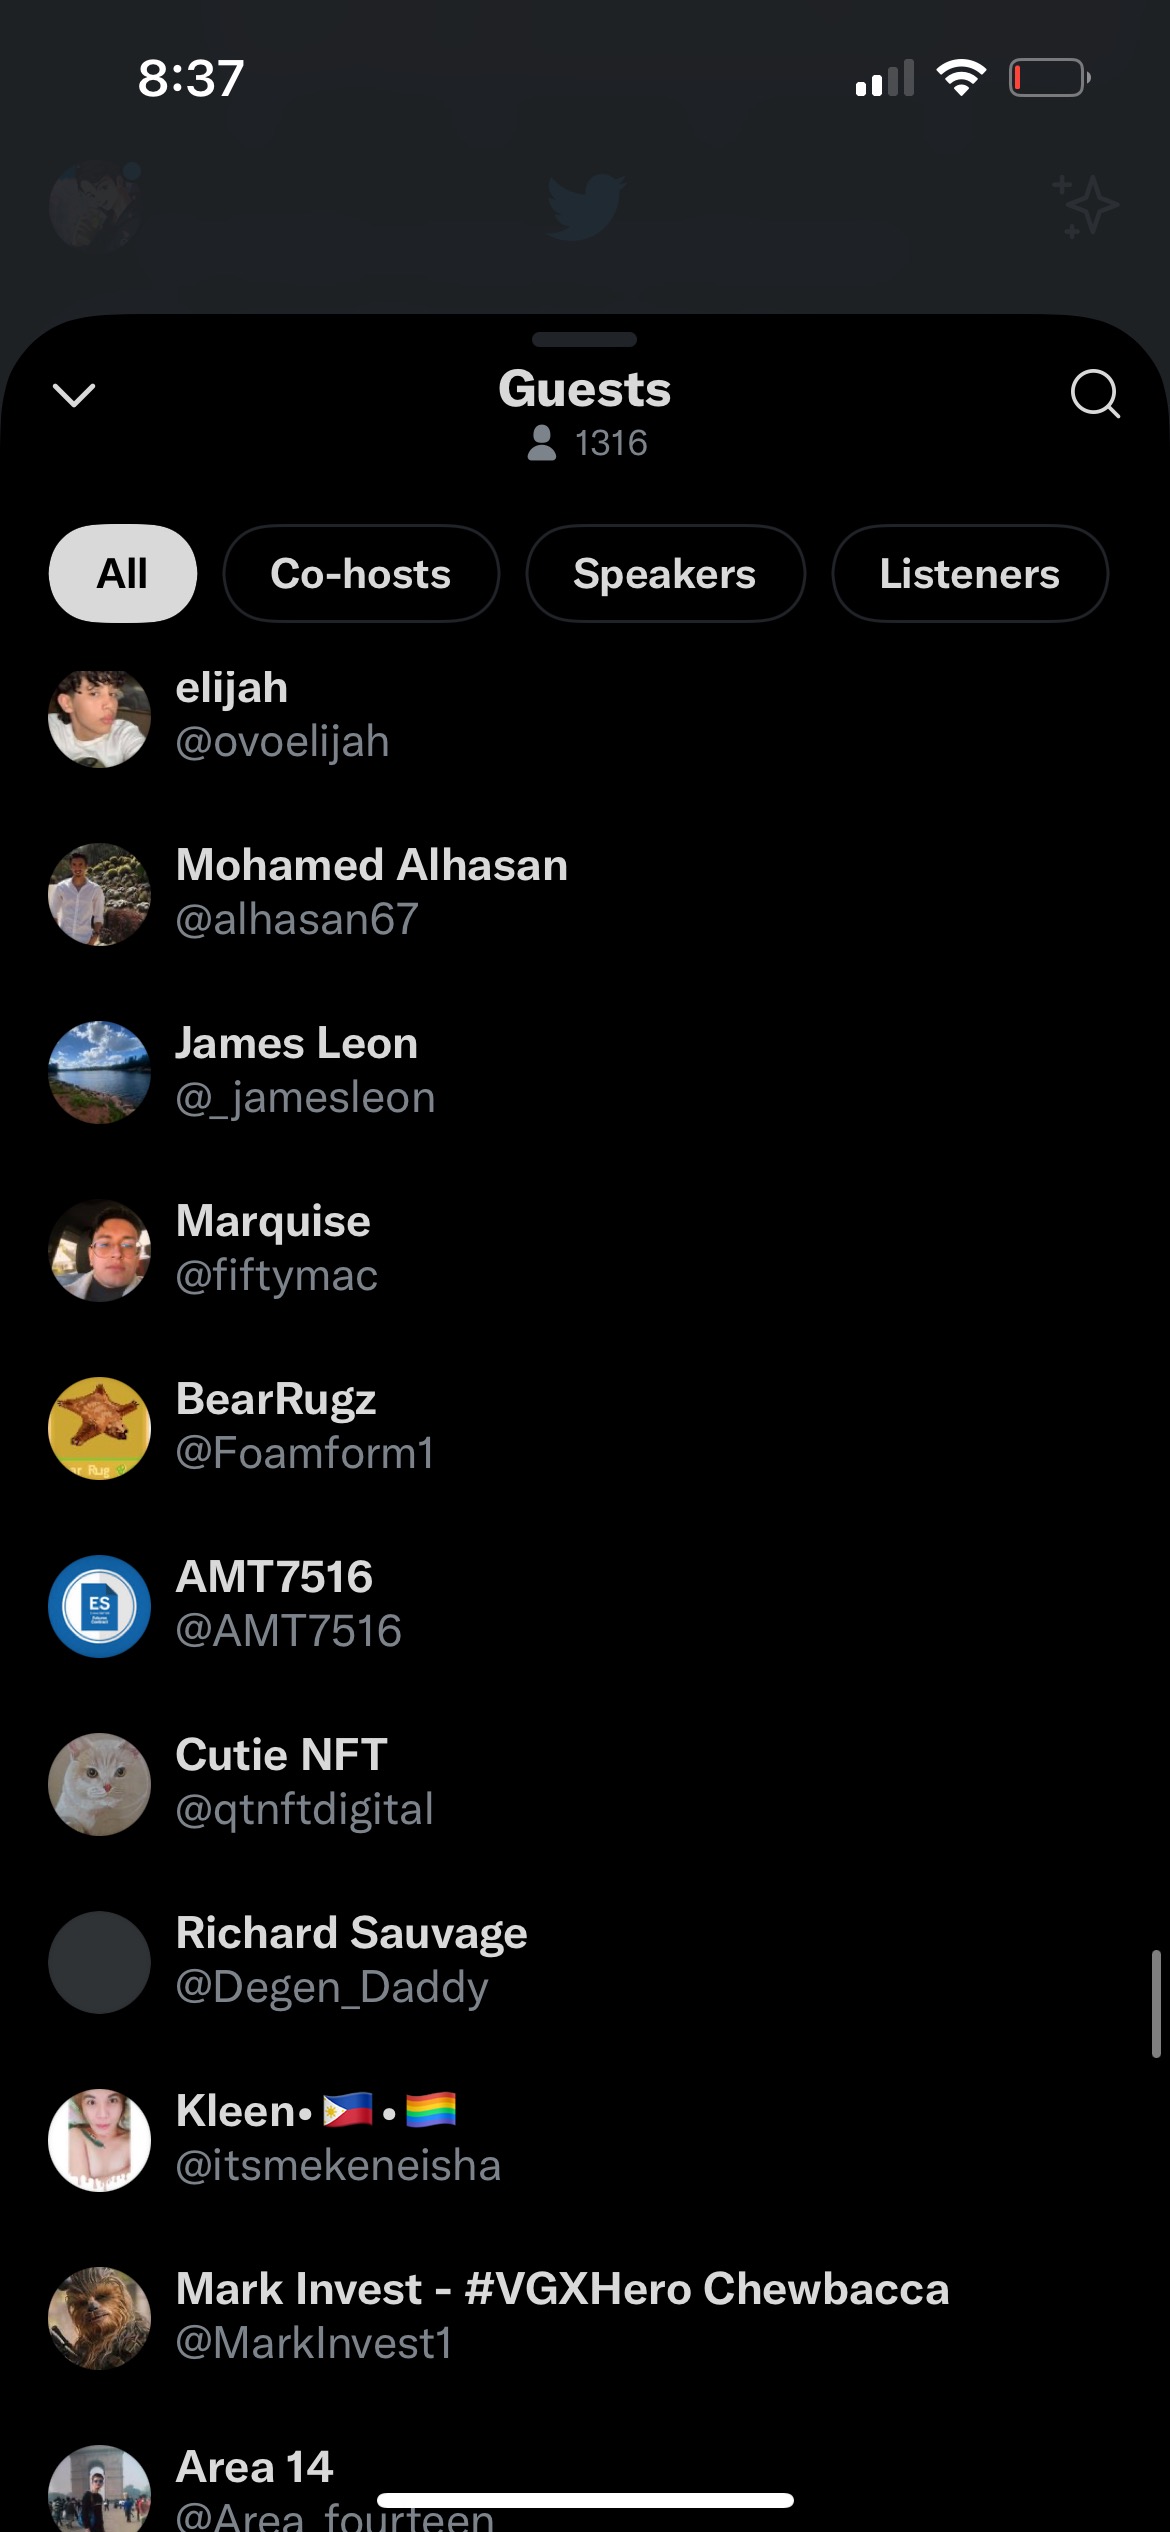 8:37
Guests
1316
All Co-hosts Speakers Listeners
elijah
@ovoelijah
Mohamed Alhasan
@alhasan67
James Leon
@_jamesleon
Marquise
@fiftymac
BearRugz
@Foamform1
Rug
ES
AMT7516
@AMT7516
Cutie NFT
@qtnftdigital
Richard Sauvage
@Degen_Daddy
Kleen•🇵🇭•🏳️‍🌈
@itsmekeneisha
Mark Invest - #VGXHero Chewbacca
@MarkInvest1
Area 14
@Area_fourteen